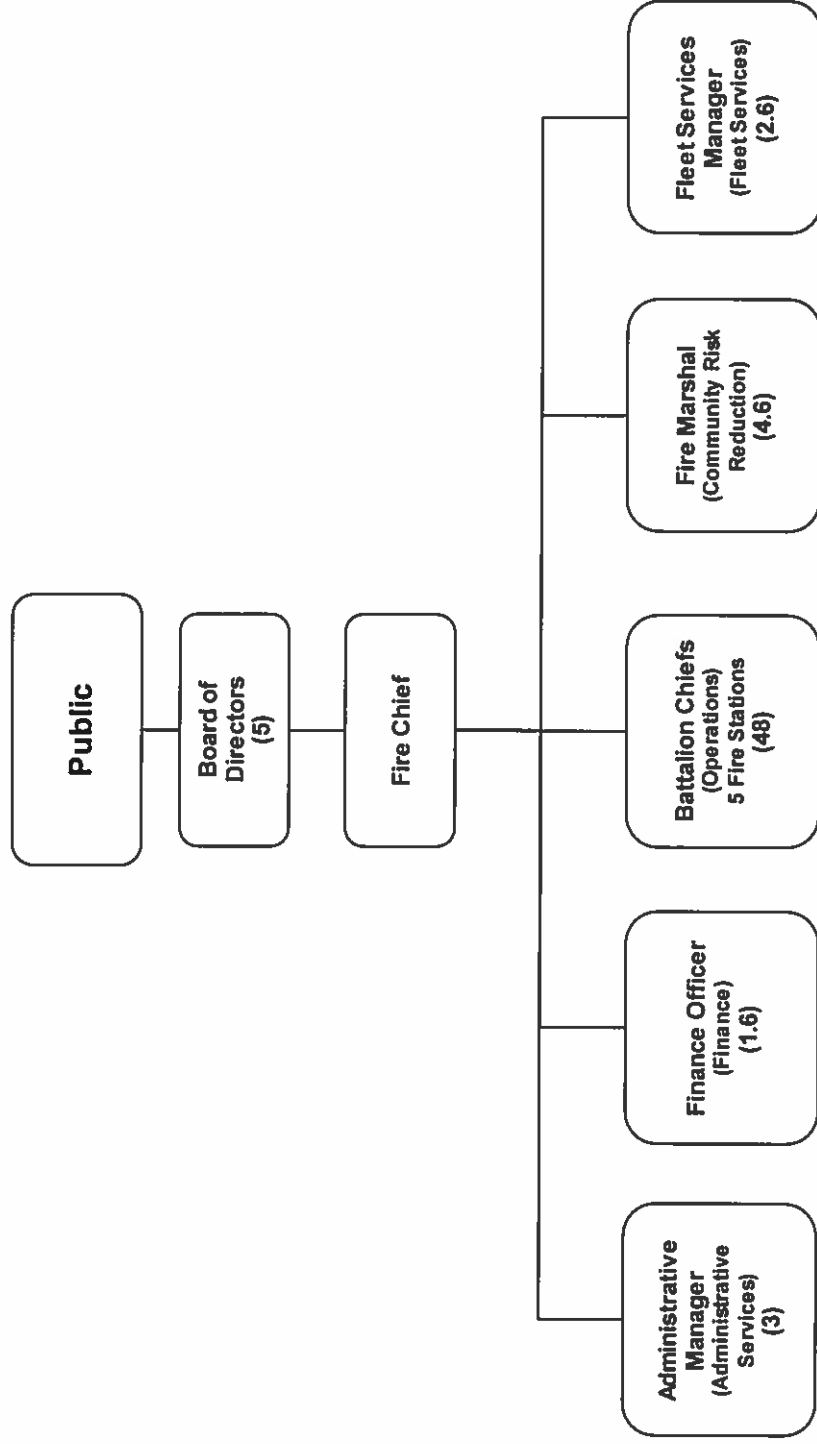 Public
Board of
Directors
(5)
Fire Chief
Administrative
Manager
(Administrative
Services)
(3)
Finance Officer
(Finance)
(1.6)
Battalion Chiefs
(Operations)
5 Fire Stations
(48)
Fire Marshal
(Community Risk
Reduction)
(4.6)
Fleet Services
Manager
(Fleet Services)
(2.6)